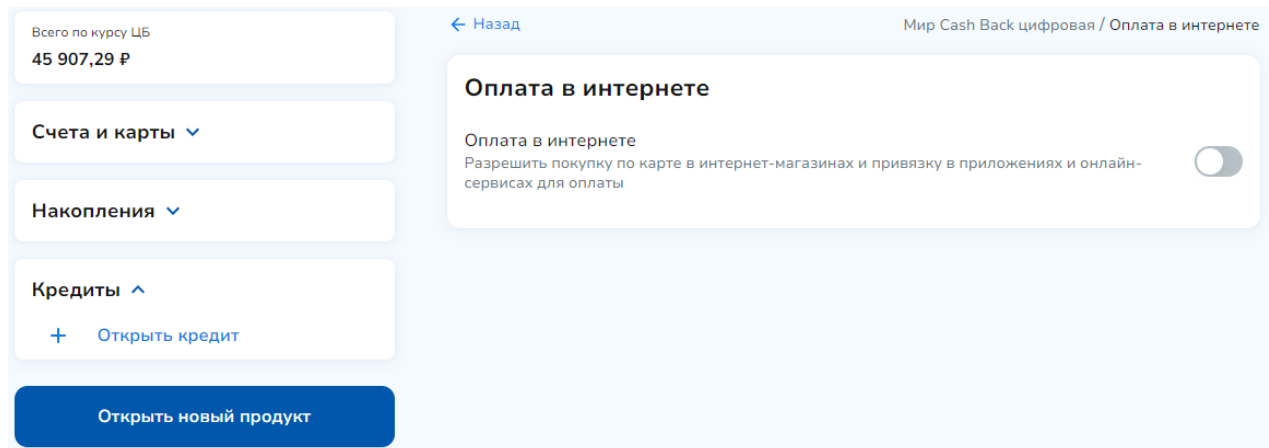 Всего по курсу ЦБ
45 907,29 ₽
Счета и карты
Накопления
Кредиты
+ Открыть кредит
Открыть новый продукт
← Назад
Мир Cash Back цифровая / Оплата в интернете
Оплата в интернете
Оплата в интернете
Разрешить покупку по карте в интернет-магазинах и привязку в приложениях и онлайн-
сервисах для оплаты